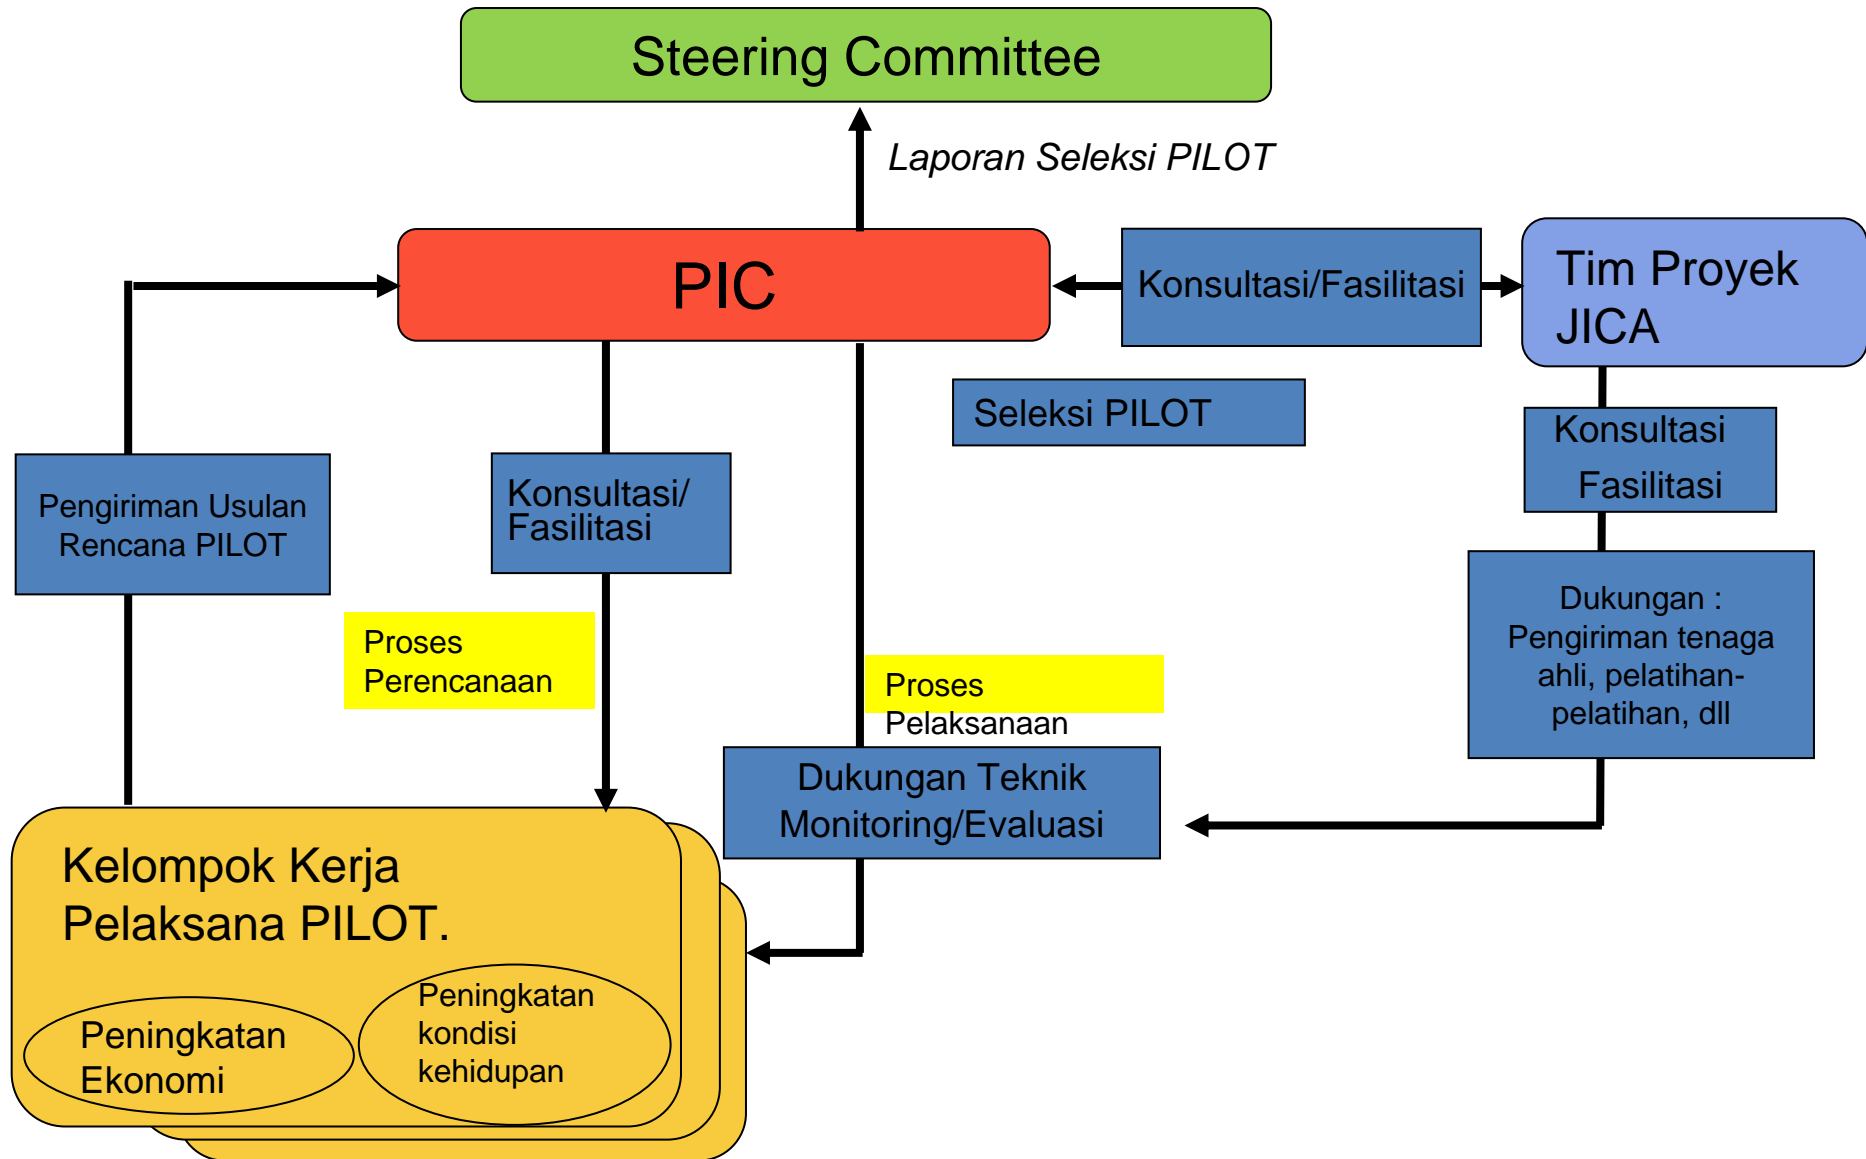 Steering Committee
Laporan Seleksi PILOT
PIC
Konsultasi/Fasilitasi
Tim Proyek
JICA
Seleksi PILOT
Konsultasi
Fasilitasi
Pengiriman Usulan
Rencana PILOT
Konsultasi/
Fasilitasi
Dukungan :
Pengiriman tenaga
ahli, pelatihan-
pelatihan, dll
Proses
Perencanaan
Proses
Pelaksanaan
Dukungan Teknik
Monitoring/Evaluasi
Kelompok Kerja
Pelaksana PILOT.
Peningkatan
Ekonomi
Peningkatan
kondisi
kehidupan